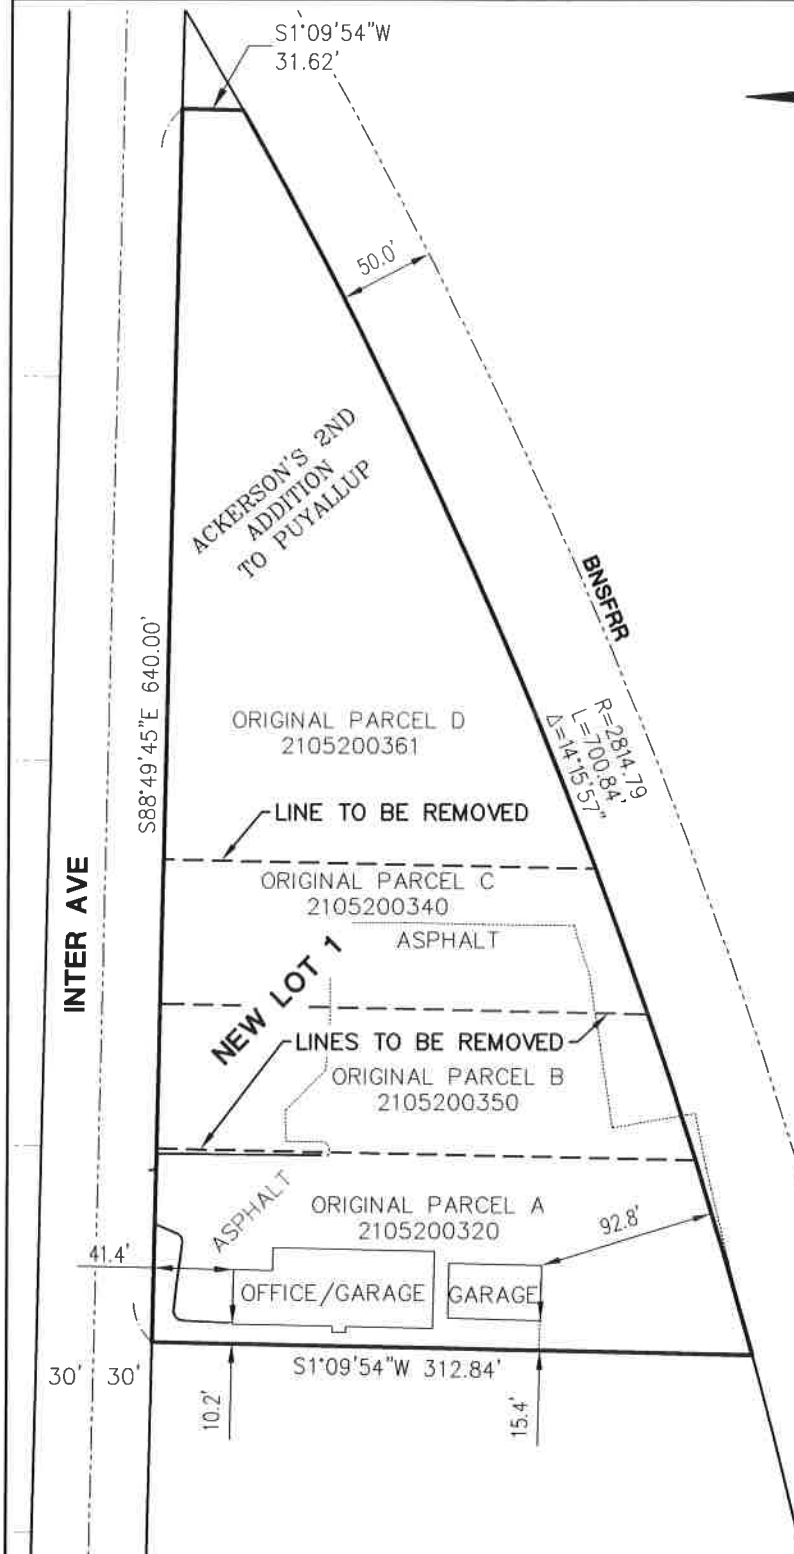 S1°09'54"W
31.62'
50.0'
ACKERSON'S 2ND
ADDITION
TO PUYALLUP
BNSFRR
R=2814.79
L=700.84'
Δ=14°15'57"
S88°49'45"E 640.00'
ORIGINAL PARCEL D
2105200361
LINE TO BE REMOVED
ORIGINAL PARCEL C
2105200340
ASPHALT
INTER AVE
NEW LOT 1
LINES TO BE REMOVED
ORIGINAL PARCEL B
2105200350
ASPHALT
ORIGINAL PARCEL A
2105200320
92.8'
41.4'
OFFICE/GARAGE
GARAGE
S1°09'54"W 312.84'
30' 30'
10.2'
15.4'